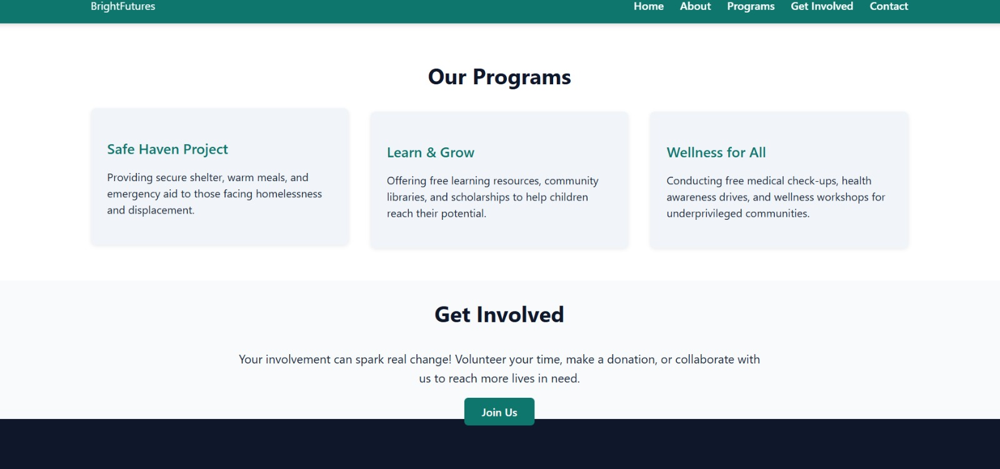 BrightFutures
Home About Programs Get Involved Contact
Our Programs
Safe Haven Project
Providing secure shelter, warm meals, and
emergency aid to those facing homelessness
and displacement.
Learn & Grow
Offering free learning resources, community
libraries, and scholarships to help children
reach their potential.
Wellness for All
Conducting free medical check-ups, health
awareness drives, and wellness workshops for
underprivileged communities.
Get Involved
Your involvement can spark real change! Volunteer your time, make a donation, or collaborate with
us to reach more lives in need.
Join Us